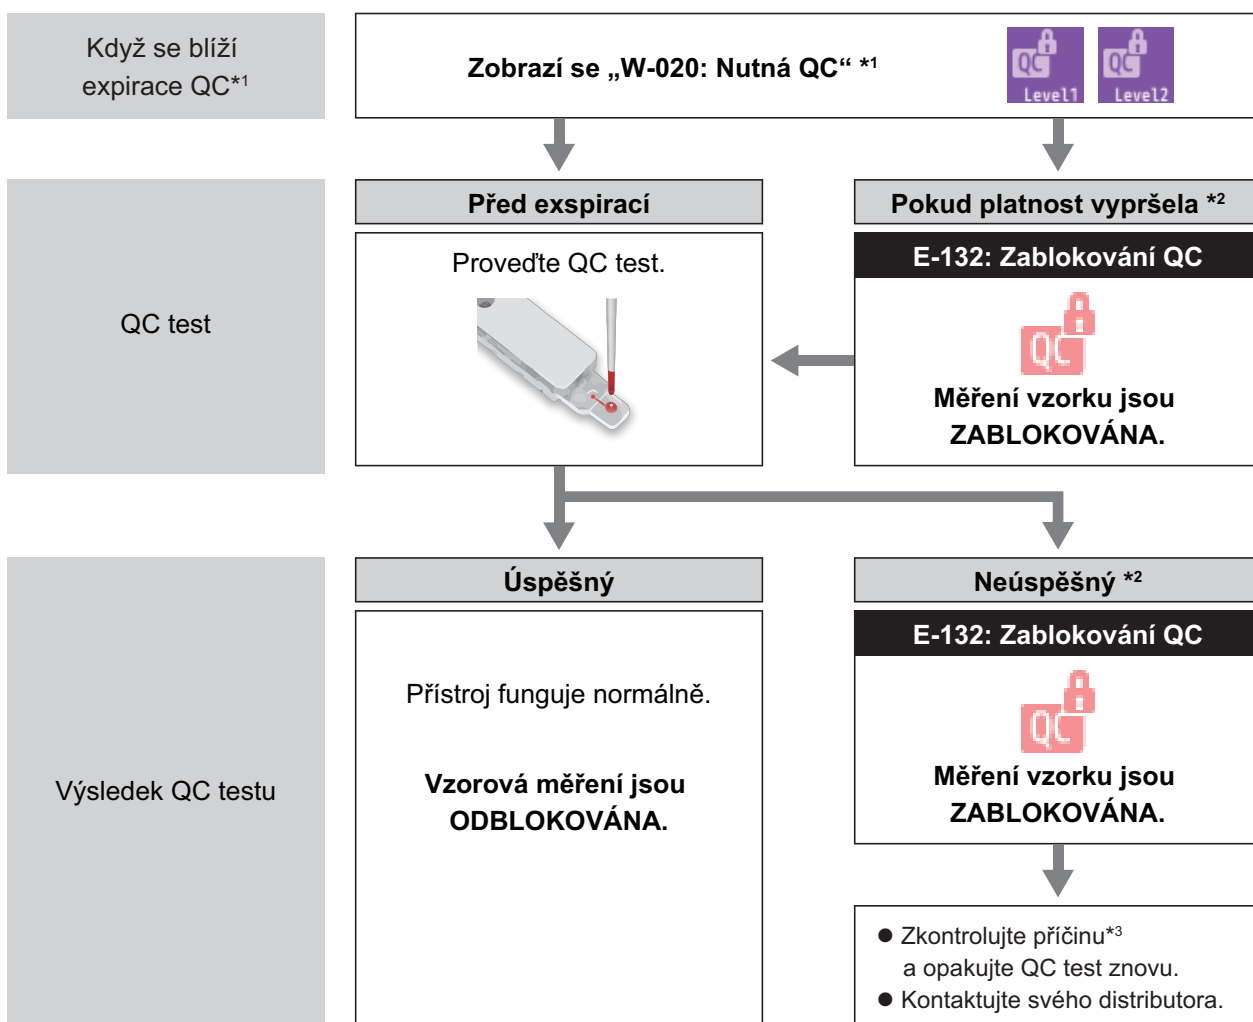 Když se blíží
expirace QC*1
Zobrazí se „W-020: Nutná QC“ *1
QC
Level1
QC
Level2
QC test
Před exspirací
Proveďte QC test.
Pokud platnost vypršela *2
E-132: Zablokování QC
QC
Měření vzorku jsou
ZABLOKOVÁNA.
Výsledek QC testu
Úspěšný
Přístroj funguje normálně.
Vzorová měření jsou
ODBLOKOVÁNA.
Neúspěšný *2
E-132: Zablokování QC
QC
Měření vzorku jsou
ZABLOKOVÁNA.
● Zkontrolujte příčinu*3
a opakujte QC test znovu.
● Kontaktujte svého distributora.